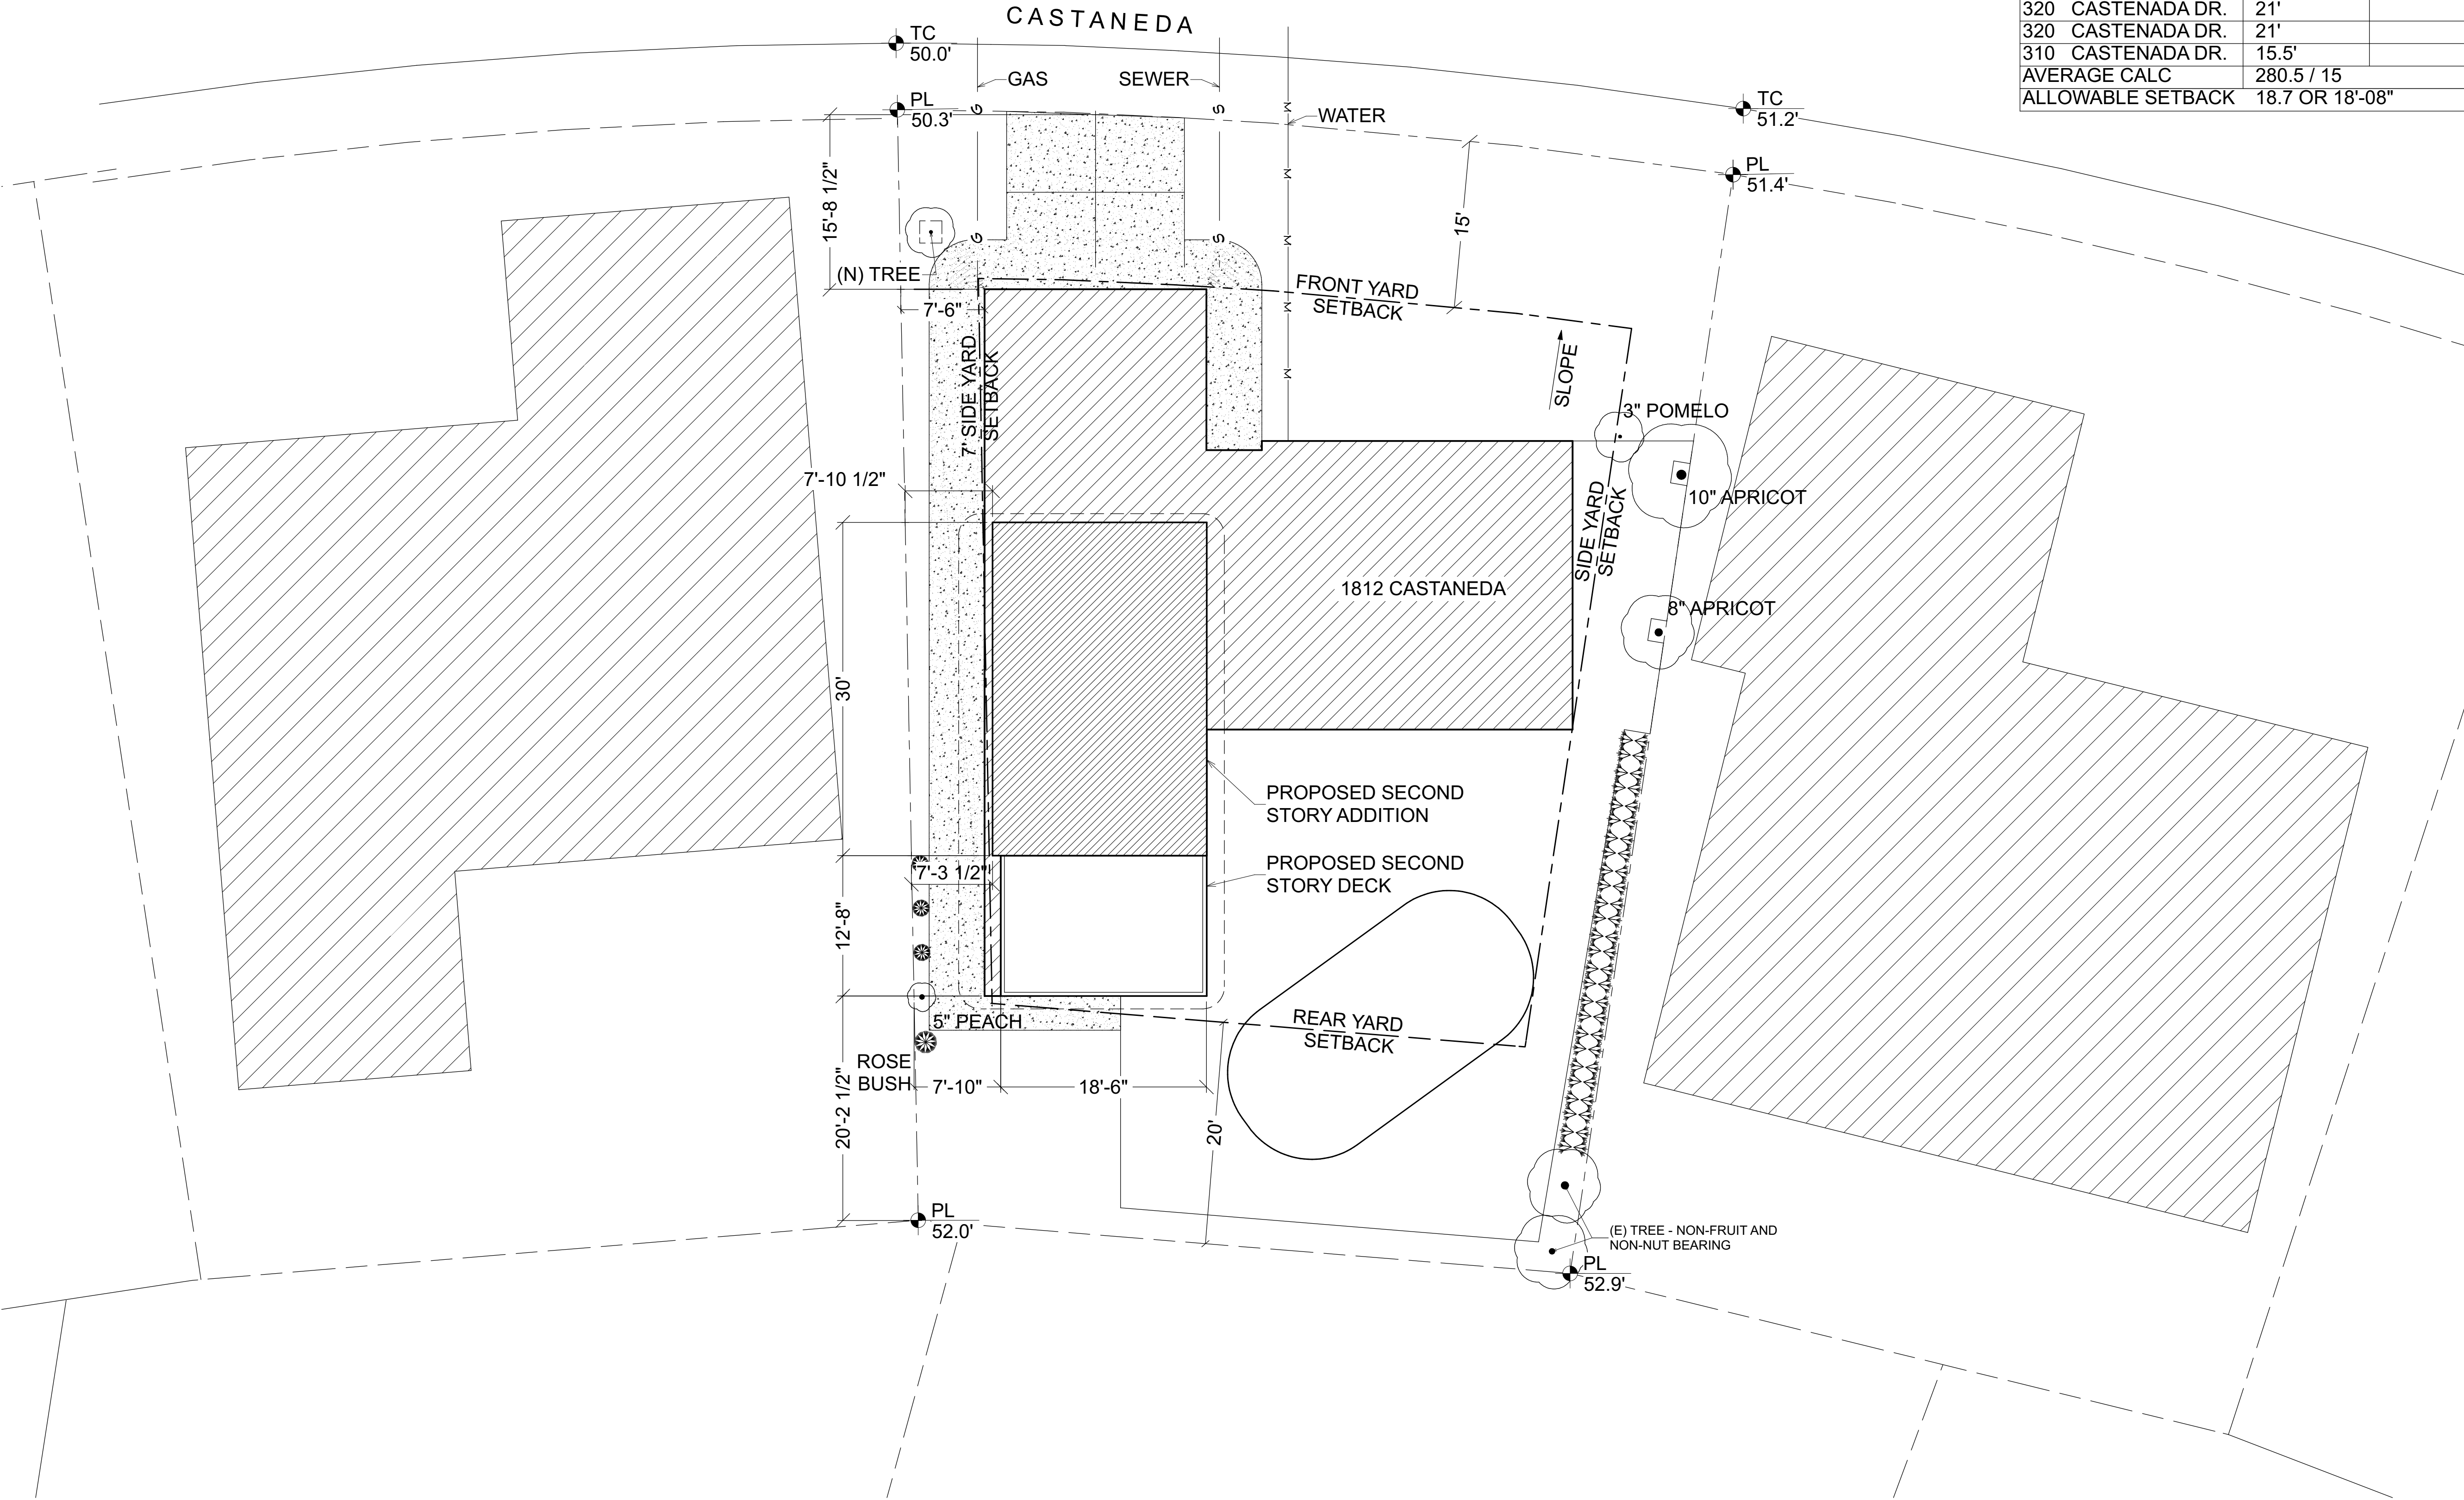 CASTANEDA
320 CASTENADA DR. 21'
320 CASTENADA DR. 21'
310 CASTENADA DR. 15.5'
AVERAGE CALC 280.5 / 15
ALLOWABLE SETBACK 18.7 OR 18'-08"
TC
50.0'
GAS
SEWER
PL
50.3'
G
S
M
WATER
TC
51.2'
PL
51.4'
M
15'-8 1/2"
15'
G
S
M
(N) TREE
FRONT YARD
SETBACK
M
7'-6"
7' SIDE YARD
SETBACK
SLOPE
M
3" POMELO
7'-10 1/2"
10" APRICOT
SIDE YARD
SETBACK
1812 CASTANEDA
8" APRICOT
30'
PROPOSED SECOND
STORY ADDITION
PROPOSED SECOND
STORY DECK
7'-3 1/2"
12'-8"
5" PEACH
REAR YARD
SETBACK
ROSE
BUSH
7'-10"
18'-6"
20'-2 1/2"
20'
PL
52.0'
(E) TREE - NON-FRUIT AND
NON-NUT BEARING
PL
52.9'